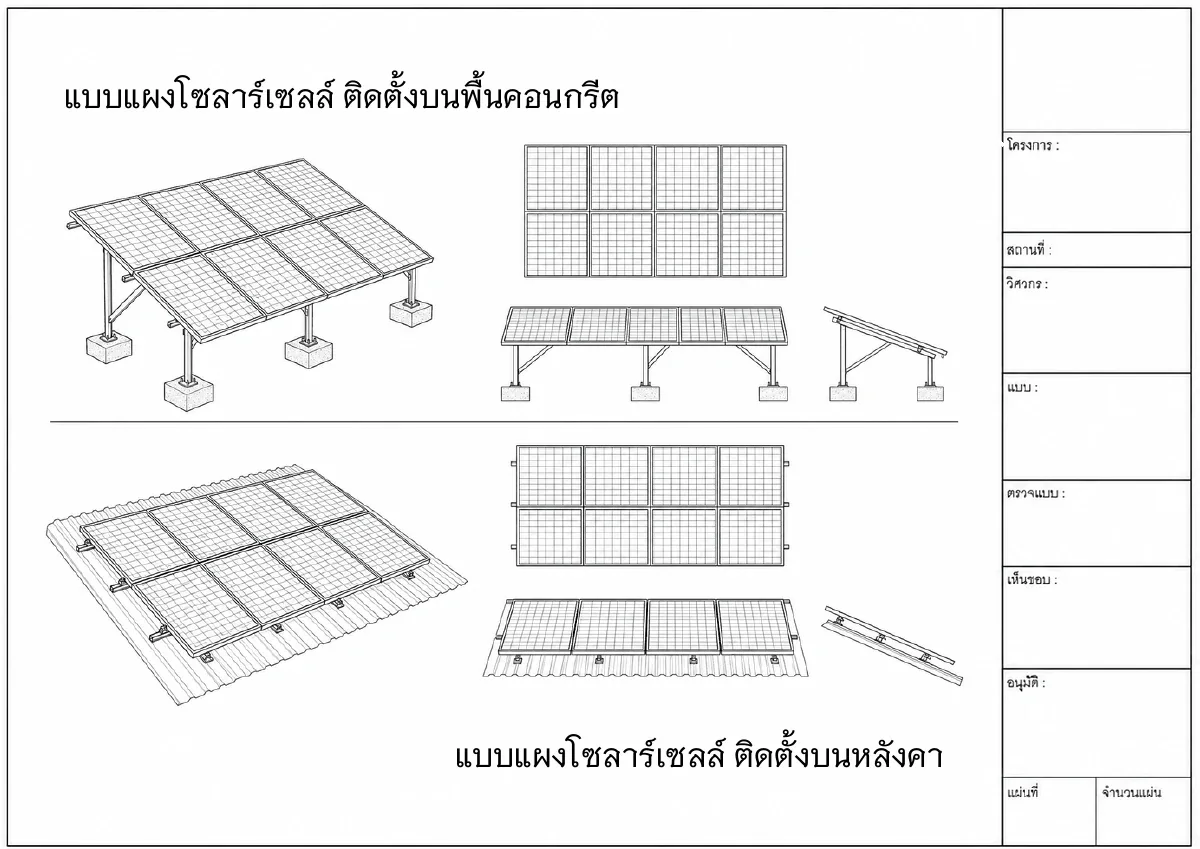 แบบแผงโซลาร์เซลล์ ติดตั้งบนพื้นคอนกรีต
แบบแผงโซลาร์เซลล์ ติดตั้งบนหลังคา
โครงการ :
สถานที่ :
วิศวกร :
แบบ :
ตรวจแบบ :
เห็นชอบ :
อนุมัติ :
แผ่นที่
จำนวนแผ่น